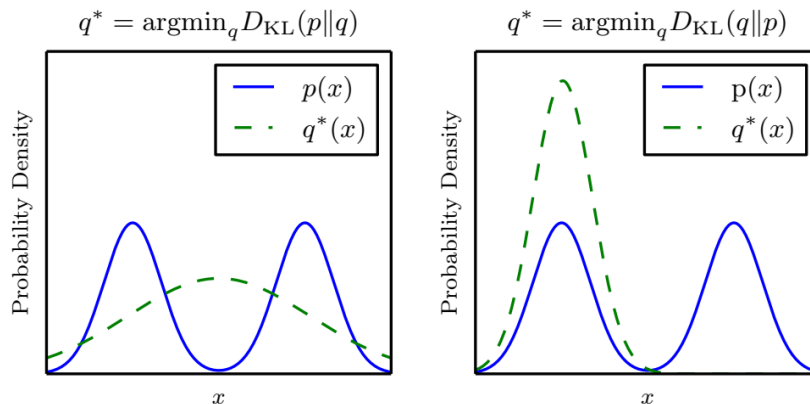 q* = argmin_q D_KL(p‖q)
p(x)
q*(x)
Probability Density
x
q* = argmin_q D_KL(q‖p)
p(x)
q*(x)
Probability Density
x